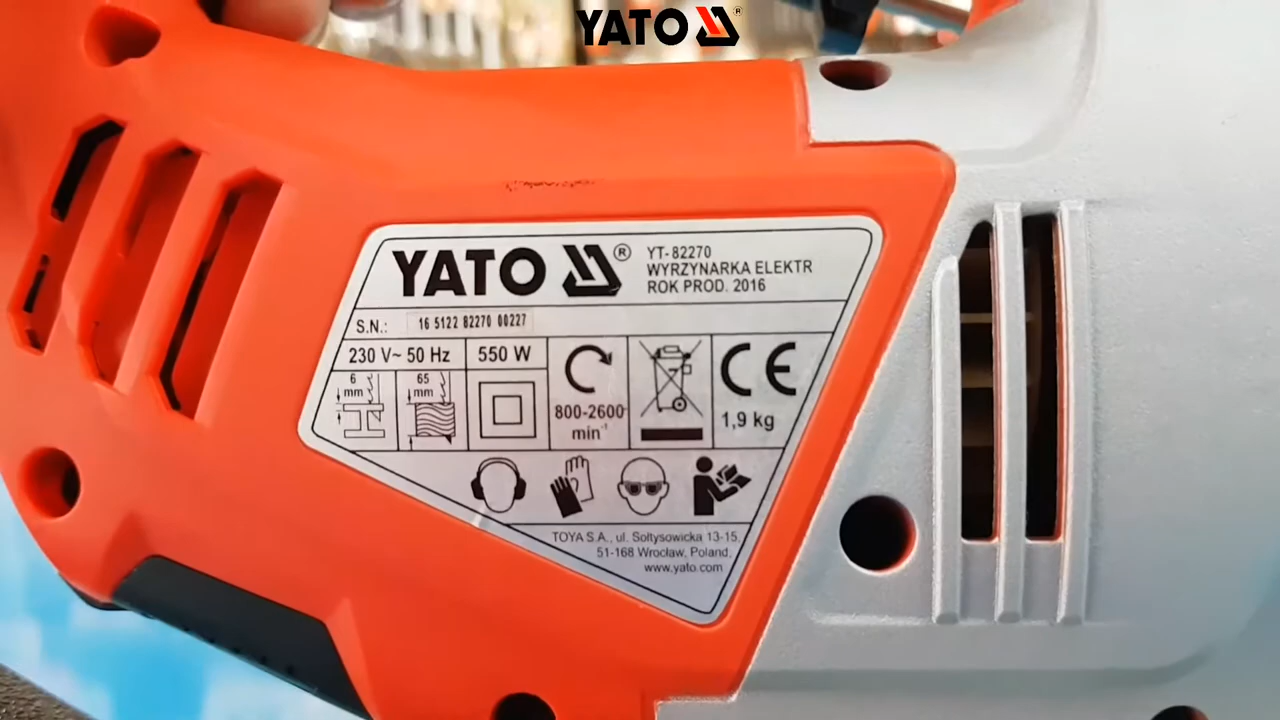 YATO ®
YATO ®
YT-82270
WYRZYNARKA ELEKTR
ROK PROD. 2016
S.N.: 16 5122 82270 00227
230 V~ 50 Hz
550 W
6
mm
65
mm
800-2600
min⁻¹
CE
1,9 kg
TOYA S.A., ul. Sołtysowicka 13-15,
51-168 Wrocław, Poland,
www.yato.com